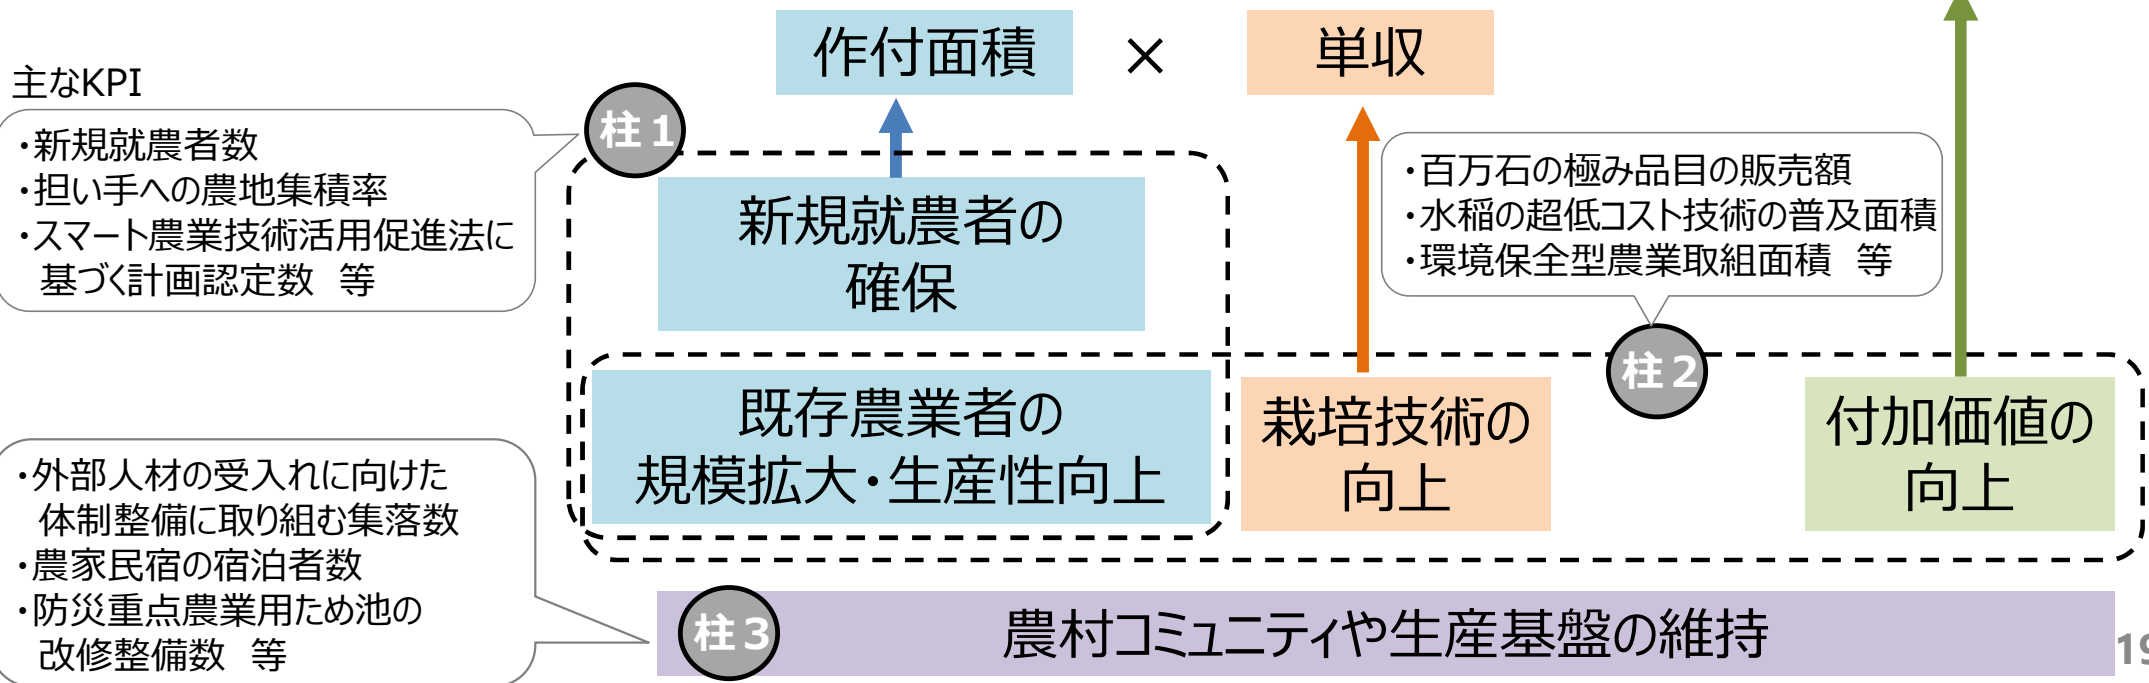 作付面積
×
単収
主なKPI
・新規就農者数
・担い手への農地集積率
・スマート農業技術活用促進法に
基づく計画認定数　等
柱1
新規就農者の
確保
・百万石の極み品目の販売額
・水稲の超低コスト技術の普及面積
・環境保全型農業取組面積　等
柱2
既存農業者の
規模拡大・生産性向上
栽培技術の
向上
付加価値の
向上
・外部人材の受入れに向けた
体制整備に取り組む集落数
・農家民宿の宿泊者数
・防災重点農業用ため池の
改修整備数　等
柱3
農村コミュニティや生産基盤の維持
19